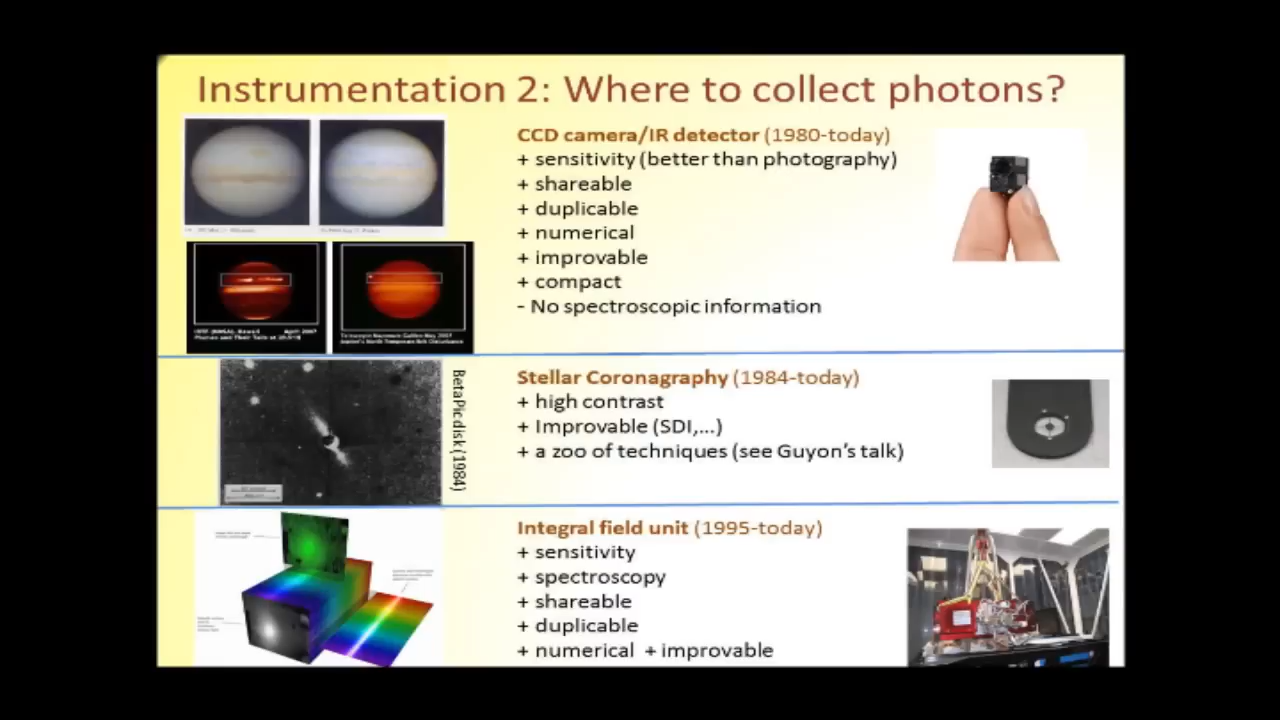 Instrumentation 2: Where to collect photons?
CCD camera/IR detector (1980-today)
+ sensitivity (better than photography)
+ shareable
+ duplicable
+ numerical
+ improvable
+ compact
- No spectroscopic information
BetaPic disk (1984)
Stellar Coronagraphy (1984-today)
+ high contrast
+ Improvable (SDI,...)
+ a zoo of techniques (see Guyon's talk)
Integral field unit (1995-today)
+ sensitivity
+ spectroscopy
+ shareable
+ duplicable
+ numerical + improvable